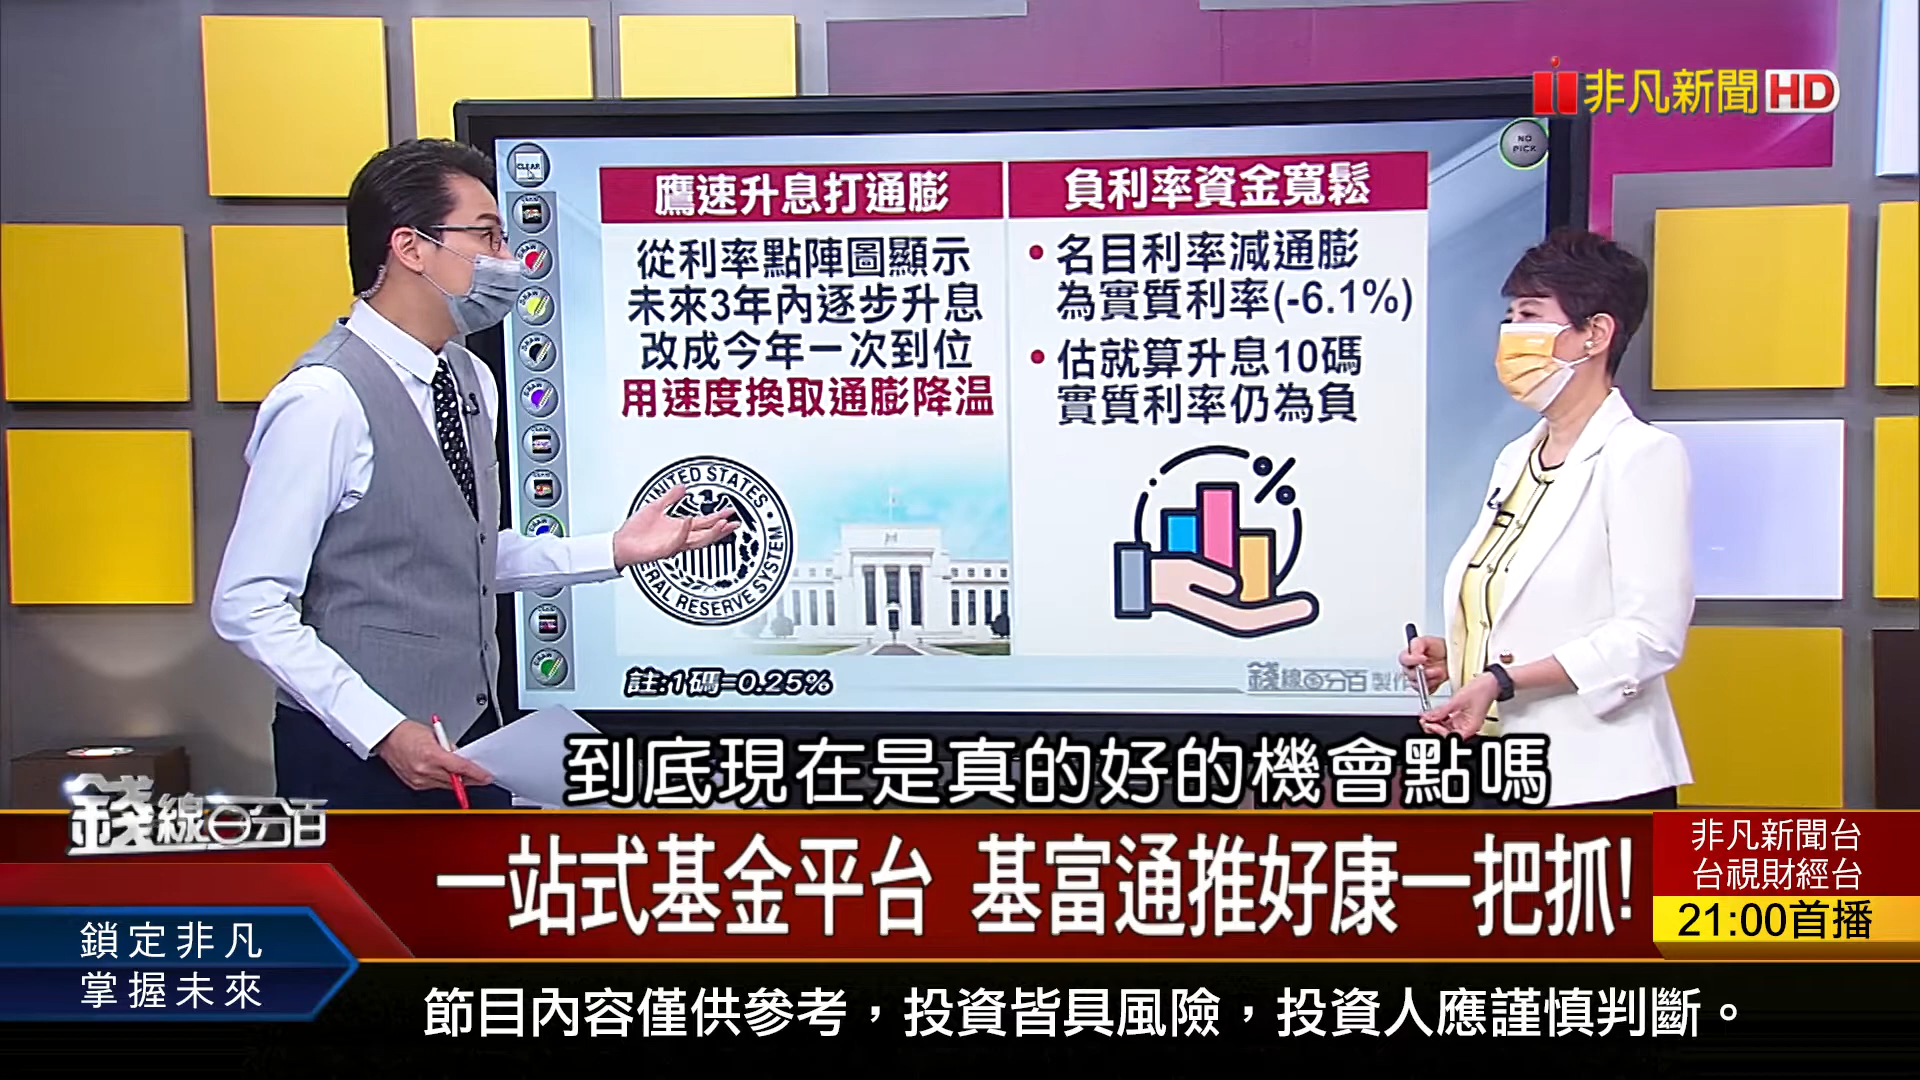 非凡新聞HD
CLEAR
NO PICK
鷹速升息打通膨
從利率點陣圖顯示
未來3年內逐步升息
改成今年一次到位
用速度換取通膨降溫
負利率資金寬鬆
•名目利率減通膨
為實質利率(-6.1%)
•估就算升息10碼
實質利率仍為負
UNITED STATES
FEDERAL RESERVE SYSTEM
註:1碼=0.25%
錢線百分百 製作
到底現在是真的好的機會點嗎
錢線百分百
一站式基金平台 基富通推好康一把抓!
非凡新聞台
台視財經台
21:00首播
鎖定非凡
掌握未來
節目內容僅供參考，投資皆具風險，投資人應謹慎判斷。